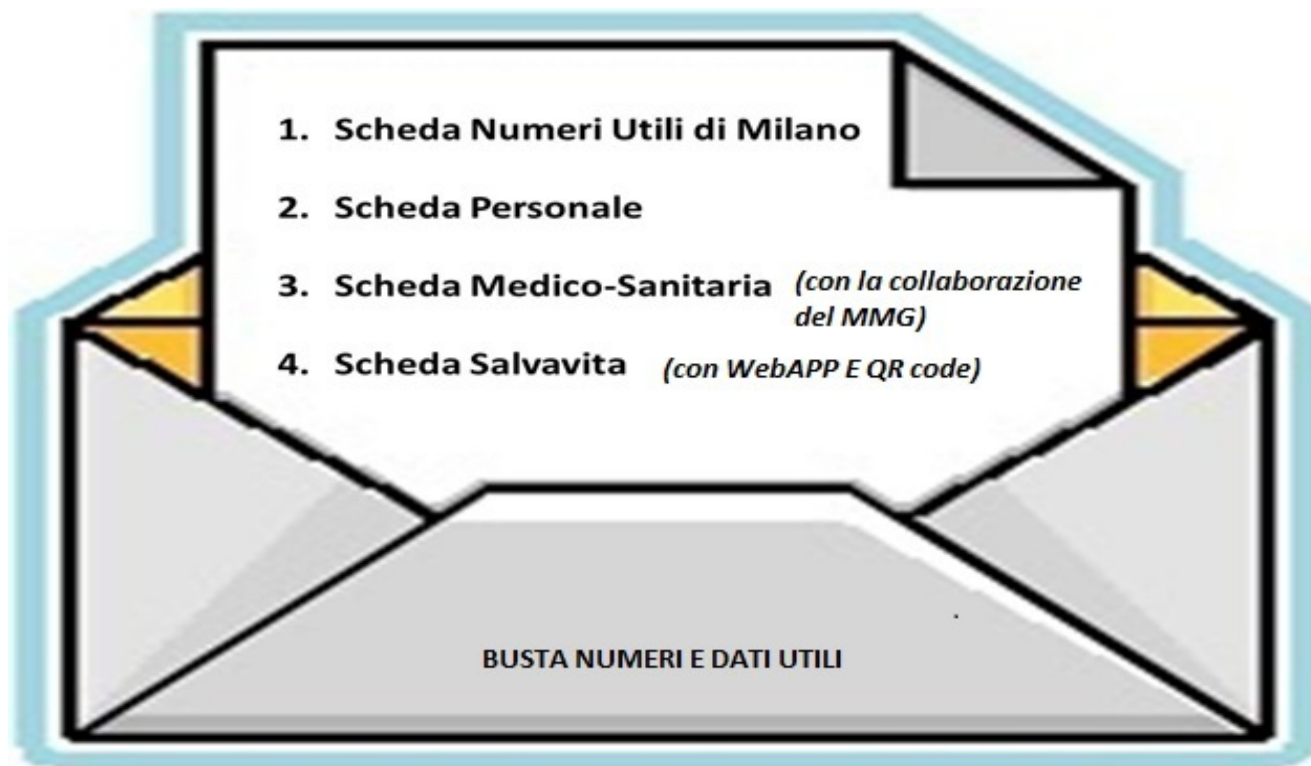 1. Scheda Numeri Utili di Milano
2. Scheda Personale
3. Scheda Medico-Sanitaria (con la collaborazione
del MMG)
4. Scheda Salvavita (con WebAPP E QR code)
BUSTA NUMERI E DATI UTILI